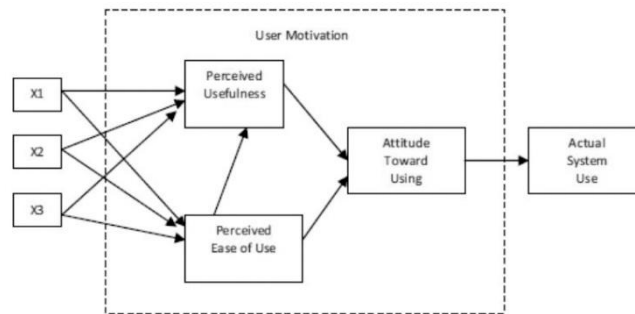 User Motivation
X1
X2
X3
Perceived
Usefulness
Perceived
Ease of Use
Attitude
Toward
Using
Actual
System
Use